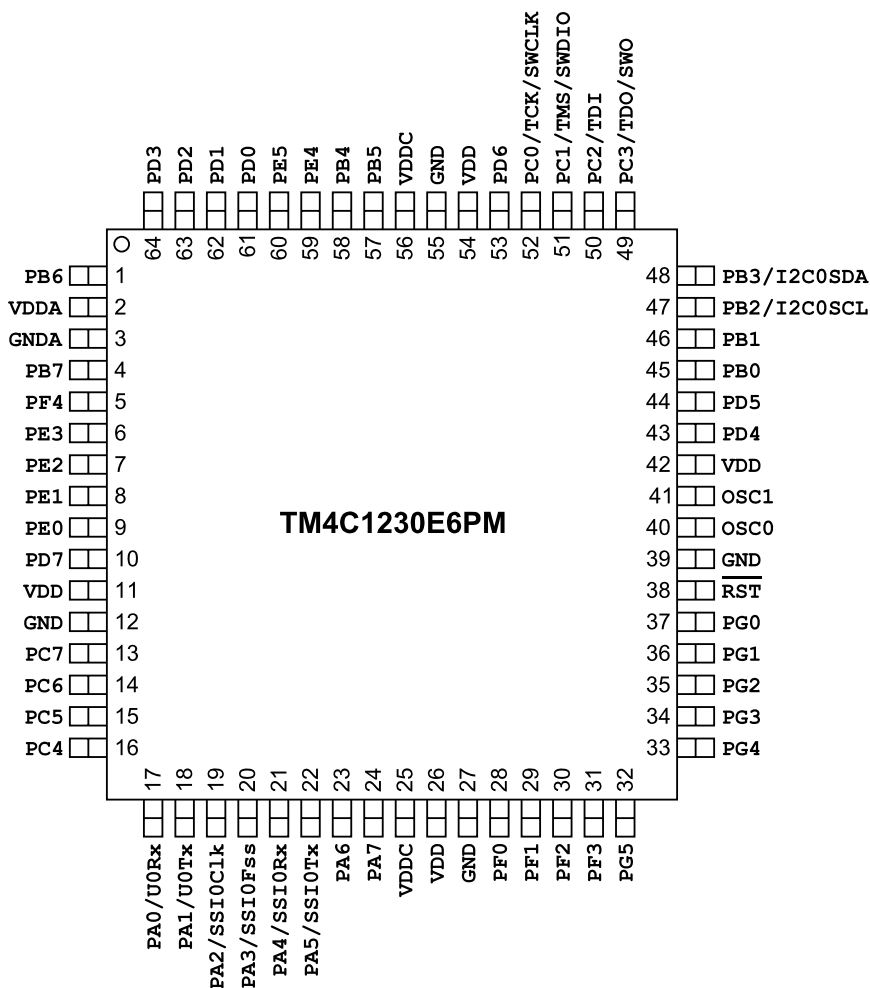 PD3
PD2
PD1
PD0
PE5
PE4
PB4
PB5
VDDC
GND
VDD
PD6
PC0/TCK/SWCLK
PC1/TMS/SWDIO
PC2/TDI
PC3/TDO/SWO
64
63
62
61
60
59
58
57
56
55
54
53
52
51
50
49
PB6 1
VDDA 2
GNDA 3
PB7 4
PF4 5
PE3 6
PE2 7
PE1 8
PE0 9
PD7 10
VDD 11
GND 12
PC7 13
PC6 14
PC5 15
PC4 16
TM4C1230E6PM
48 PB3/I2C0SDA
47 PB2/I2C0SCL
46 PB1
45 PB0
44 PD5
43 PD4
42 VDD
41 OSC1
40 OSC0
39 GND
38 RST
37 PG0
36 PG1
35 PG2
34 PG3
33 PG4
17
18
19
20
21
22
23
24
25
26
27
28
29
30
31
32
PA0/U0Rx
PA1/U0Tx
PA2/SSI0Clk
PA3/SSI0Fss
PA4/SSI0Rx
PA5/SSI0Tx
PA6
PA7
VDDC
VDD
GND
PF0
PF1
PF2
PF3
PG5